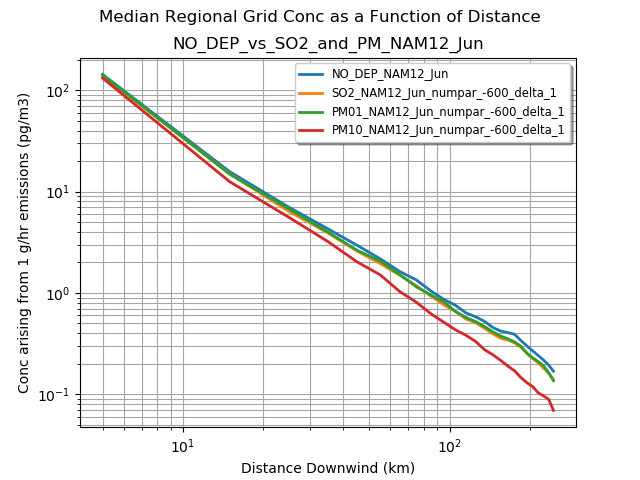 Median Regional Grid Conc as a Function of Distance
NO_DEP_vs_SO2_and_PM_NAM12_Jun
NO_DEP_NAM12_Jun
SO2_NAM12_Jun_numpar_-600_delta_1
PM01_NAM12_Jun_numpar_-600_delta_1
PM10_NAM12_Jun_numpar_-600_delta_1
Conc arising from 1 g/hr emissions (pg/m3)
10²
10¹
10⁰
10⁻¹
10¹
10²
Distance Downwind (km)